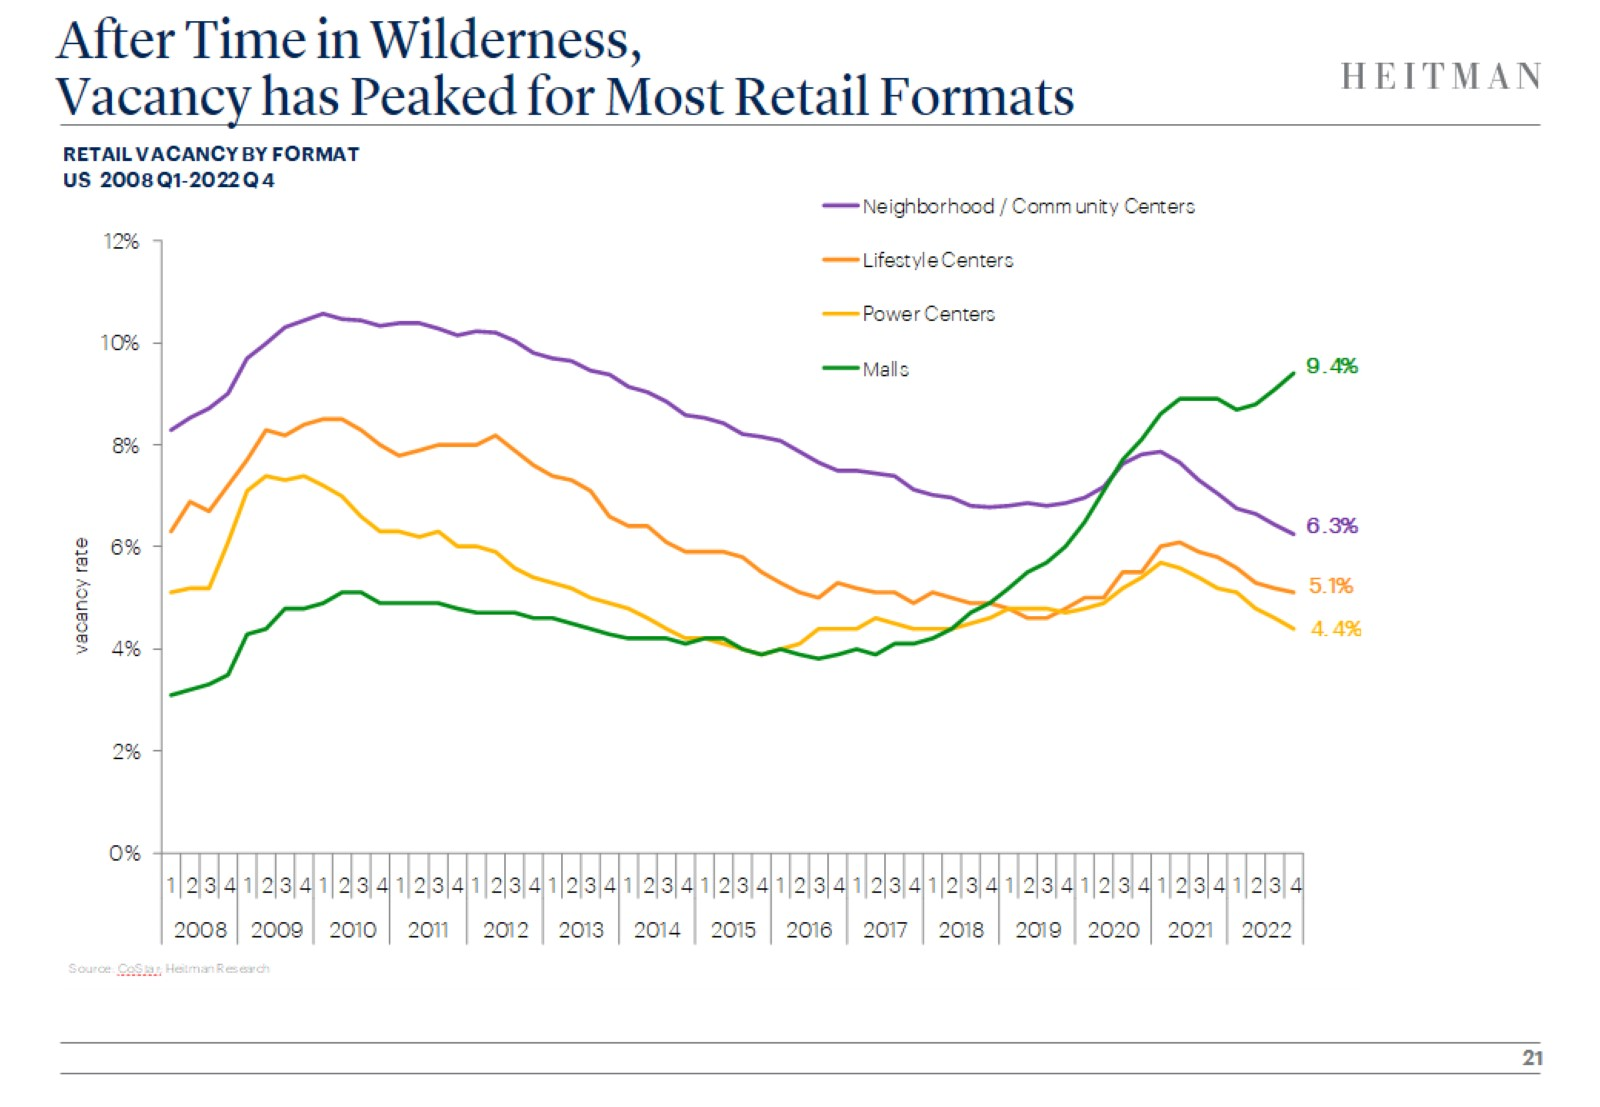 After Time in Wilderness,
Vacancy has Peaked for Most Retail Formats
HEITMAN
RETAIL VACANCY BY FORMAT
US 2008 Q1-2022 Q4
Neighborhood / Community Centers
Lifestyle Centers
Power Centers
Malls
12%
10%
8%
6%
4%
2%
0%
vacancy rate
9.4%
6.3%
5.1%
4.4%
1 2 3 4 1 2 3 4 1 2 3 4 1 2 3 4 1 2 3 4 1 2 3 4 1 2 3 4 1 2 3 4 1 2 3 4 1 2 3 4 1 2 3 4 1 2 3 4 1 2 3 4 1 2 3 4 1 2 3 4
2008 2009 2010 2011 2012 2013 2014 2015 2016 2017 2018 2019 2020 2021 2022
Source: CoStar, Heitman Research
21